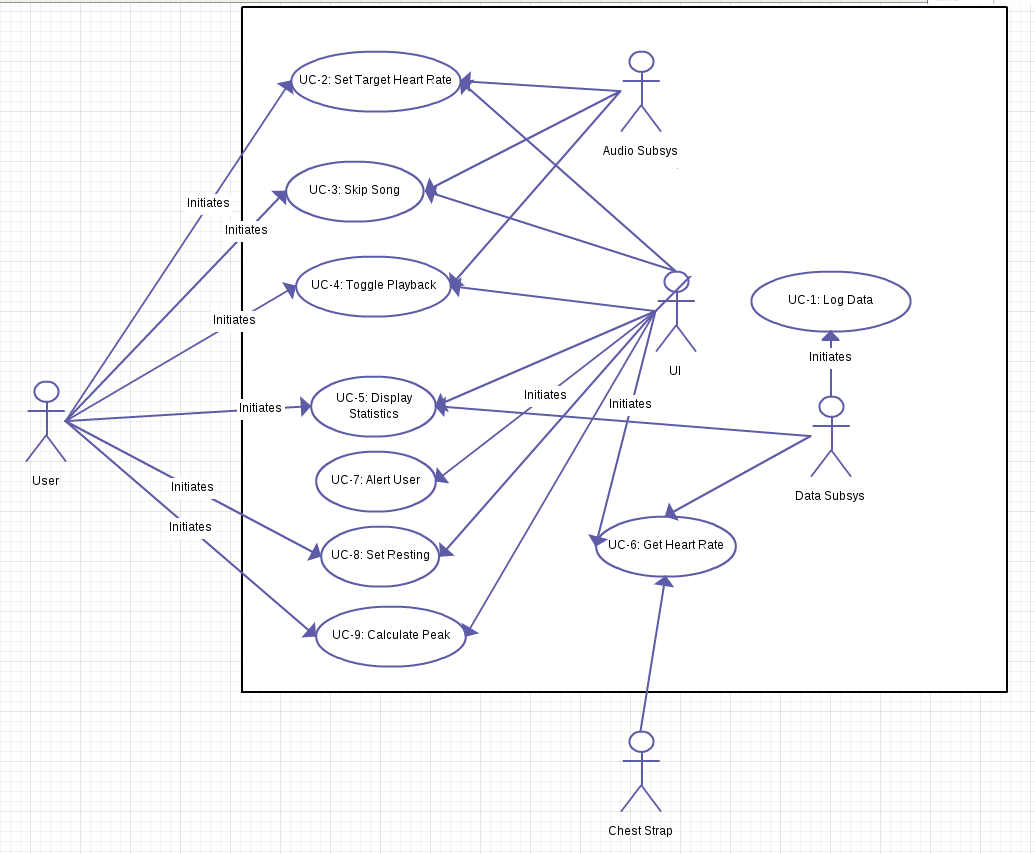 UC-2: Set Target Heart Rate
Audio Subsys
UC-3: Skip Song
Initiates
Initiates
UC-4: Toggle Playback
UC-1: Log Data
Initiates
Initiates
UI
UC-5: Display
Statistics
Initiates
Initiates
Initiates
User
UC-7: Alert User
Initiates
Data Subsys
Initiates
UC-8: Set Resting
UC-6: Get Heart Rate
UC-9: Calculate Peak
Chest Strap